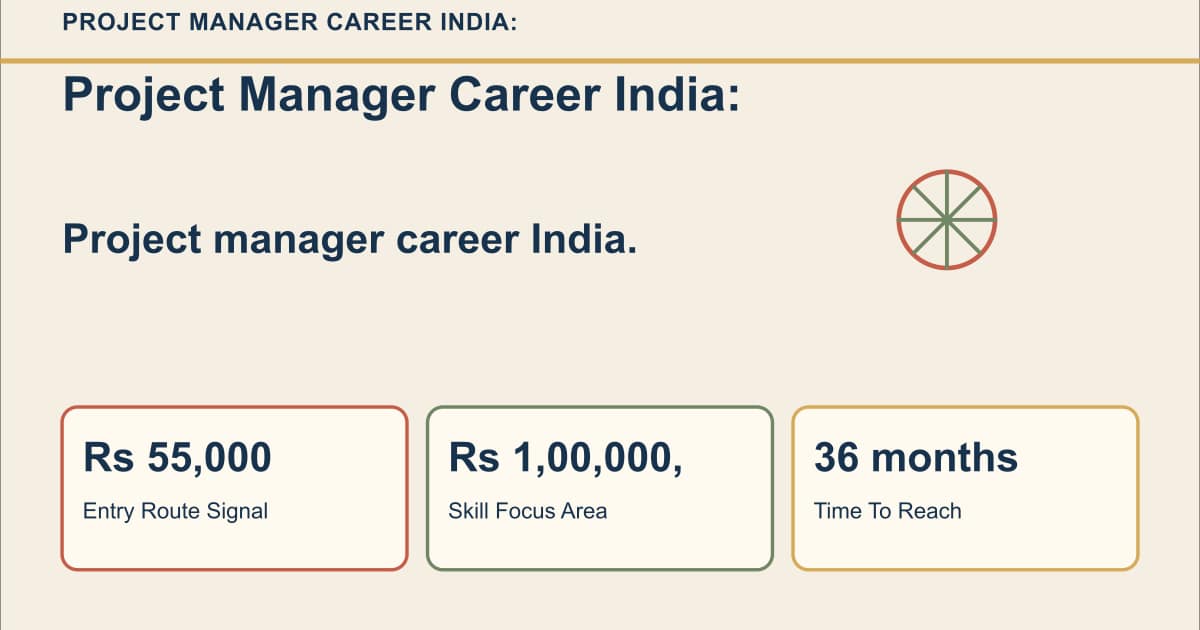 PROJECT MANAGER CAREER INDIA:
Project Manager Career India:
Project manager career India.
Rs 55,000
Entry Route Signal
Rs 1,00,000,
Skill Focus Area
36 months
Time To Reach